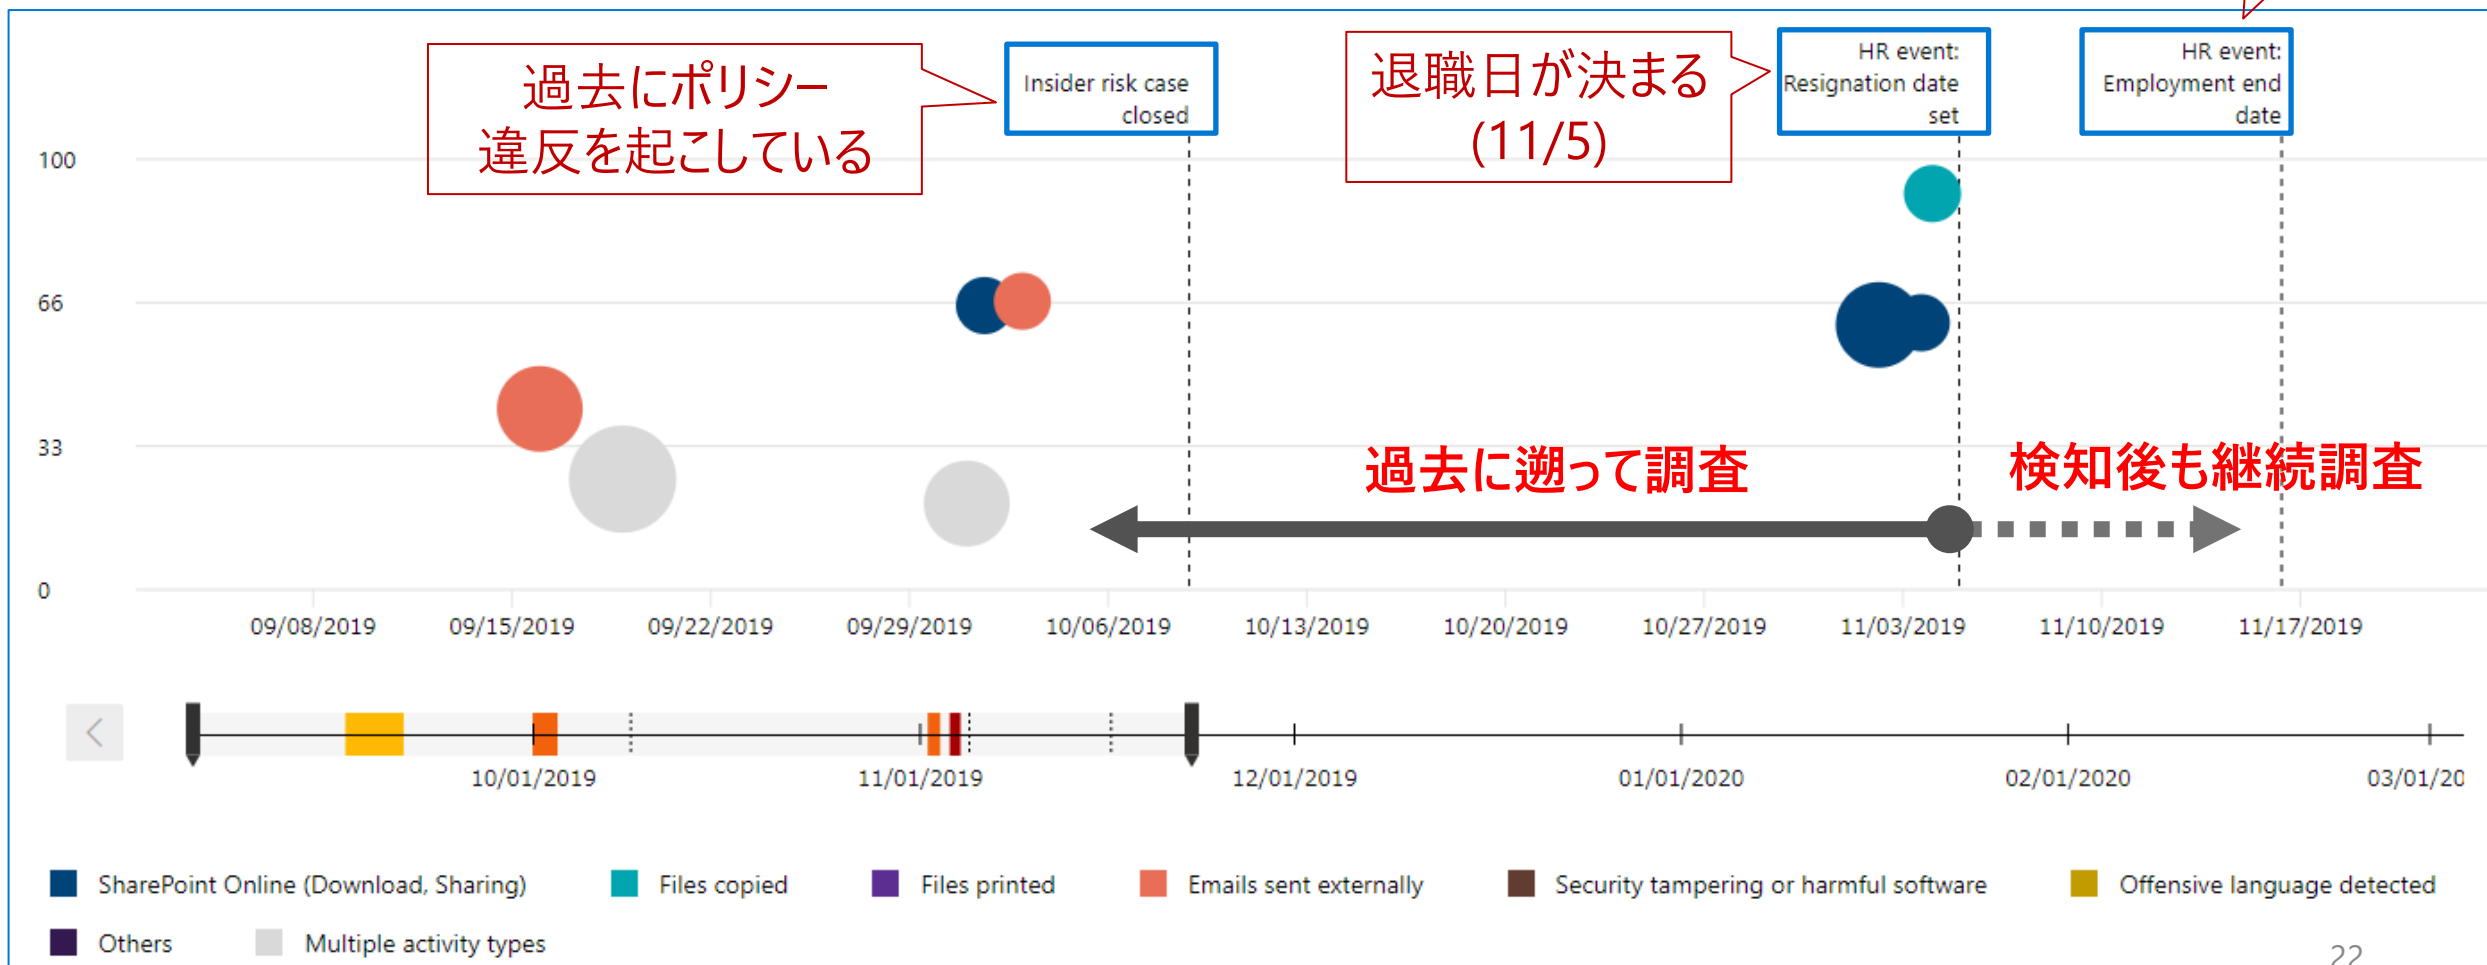 過去にポリシー
違反を起こしている
Insider risk case
closed
退職日が決まる
(11/5)
HR event:
Resignation date
set
HR event:
Employment end
date
100
66
33
0
過去に遡って調査
検知後も継続調査
09/08/2019
09/15/2019
09/22/2019
09/29/2019
10/06/2019
10/13/2019
10/20/2019
10/27/2019
11/03/2019
11/10/2019
11/17/2019
10/01/2019
11/01/2019
12/01/2019
01/01/2020
02/01/2020
03/01/20
SharePoint Online (Download, Sharing)
Files copied
Files printed
Emails sent externally
Security tampering or harmful software
Offensive language detected
Others
Multiple activity types
22